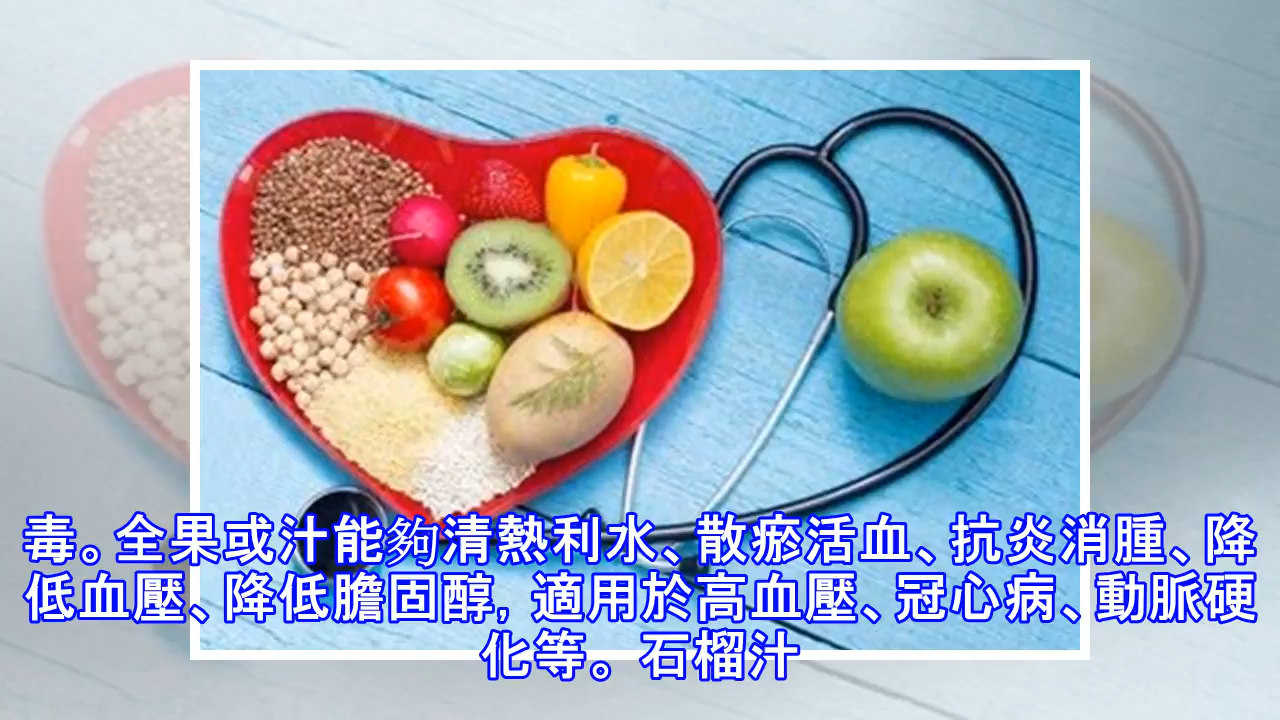 毒。全果或汁能夠清熱利水、散瘀活血、抗炎消腫、降
低血壓、降低膽固醇, 適用於高血壓、冠心病、動脈硬
化等。石榴汁